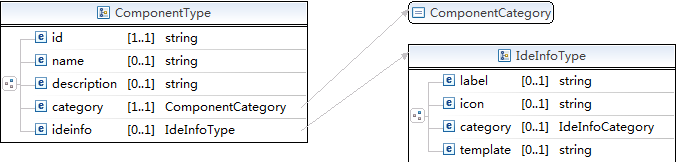 ComponentType
e id [1..1] string
e name [0..1] string
e description [0..1] string
e category [1..1] ComponentCategory
e ideinfo [0..1] IdeInfoType
ComponentCategory
IdeInfoType
e label [0..1] string
e icon [0..1] string
e category [0..1] IdeInfoCategory
e template [0..1] string